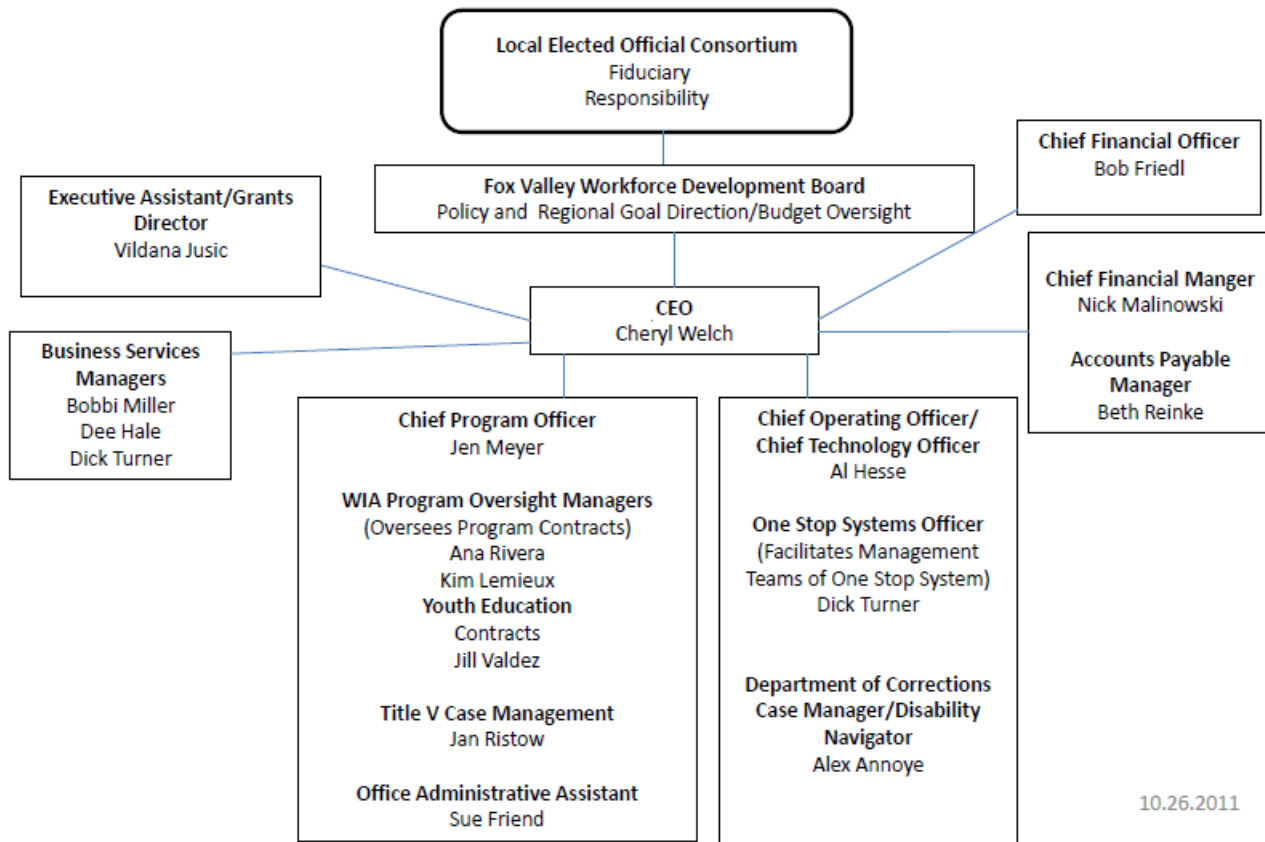 Local Elected Official Consortium
Fiduciary
Responsibility
Chief Financial Officer
Bob Friedl
Fox Valley Workforce Development Board
Policy and Regional Goal Direction/Budget Oversight
Executive Assistant/Grants
Director
Vildana Jusic
Chief Financial Manger
Nick Malinowski
Accounts Payable
Manager
Beth Reinke
CEO
Cheryl Welch
Business Services
Managers
Bobbi Miller
Dee Hale
Dick Turner
Chief Program Officer
Jen Meyer
WIA Program Oversight Managers
(Oversees Program Contracts)
Ana Rivera
Kim Lemieux
Youth Education
Contracts
Jill Valdez
Title V Case Management
Jan Ristow
Office Administrative Assistant
Sue Friend
Chief Operating Officer/
Chief Technology Officer
Al Hesse
One Stop Systems Officer
(Facilitates Management
Teams of One Stop System)
Dick Turner
Department of Corrections
Case Manager/Disability
Navigator
Alex Annoye
10.26.2011